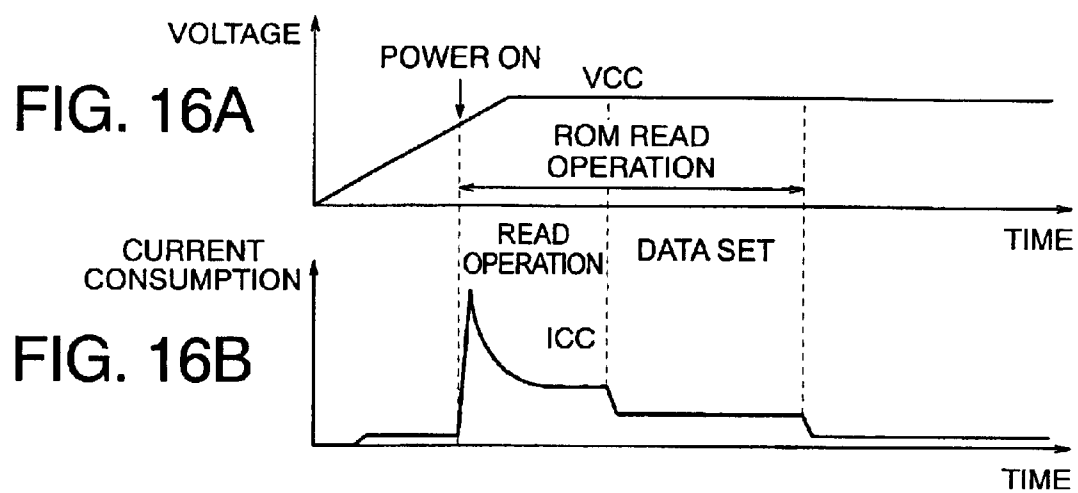 VOLTAGE
POWER ON
VCC
FIG. 16A
ROM READ
OPERATION
TIME
CURRENT
CONSUMPTION
READ
OPERATION
DATA SET
ICC
FIG. 16B
TIME